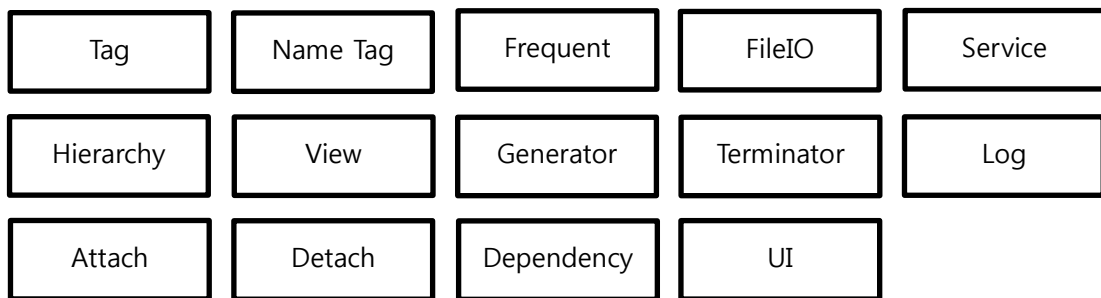 Tag
Name Tag
Frequent
FileIO
Service
Hierarchy
View
Generator
Terminator
Log
Attach
Detach
Dependency
UI